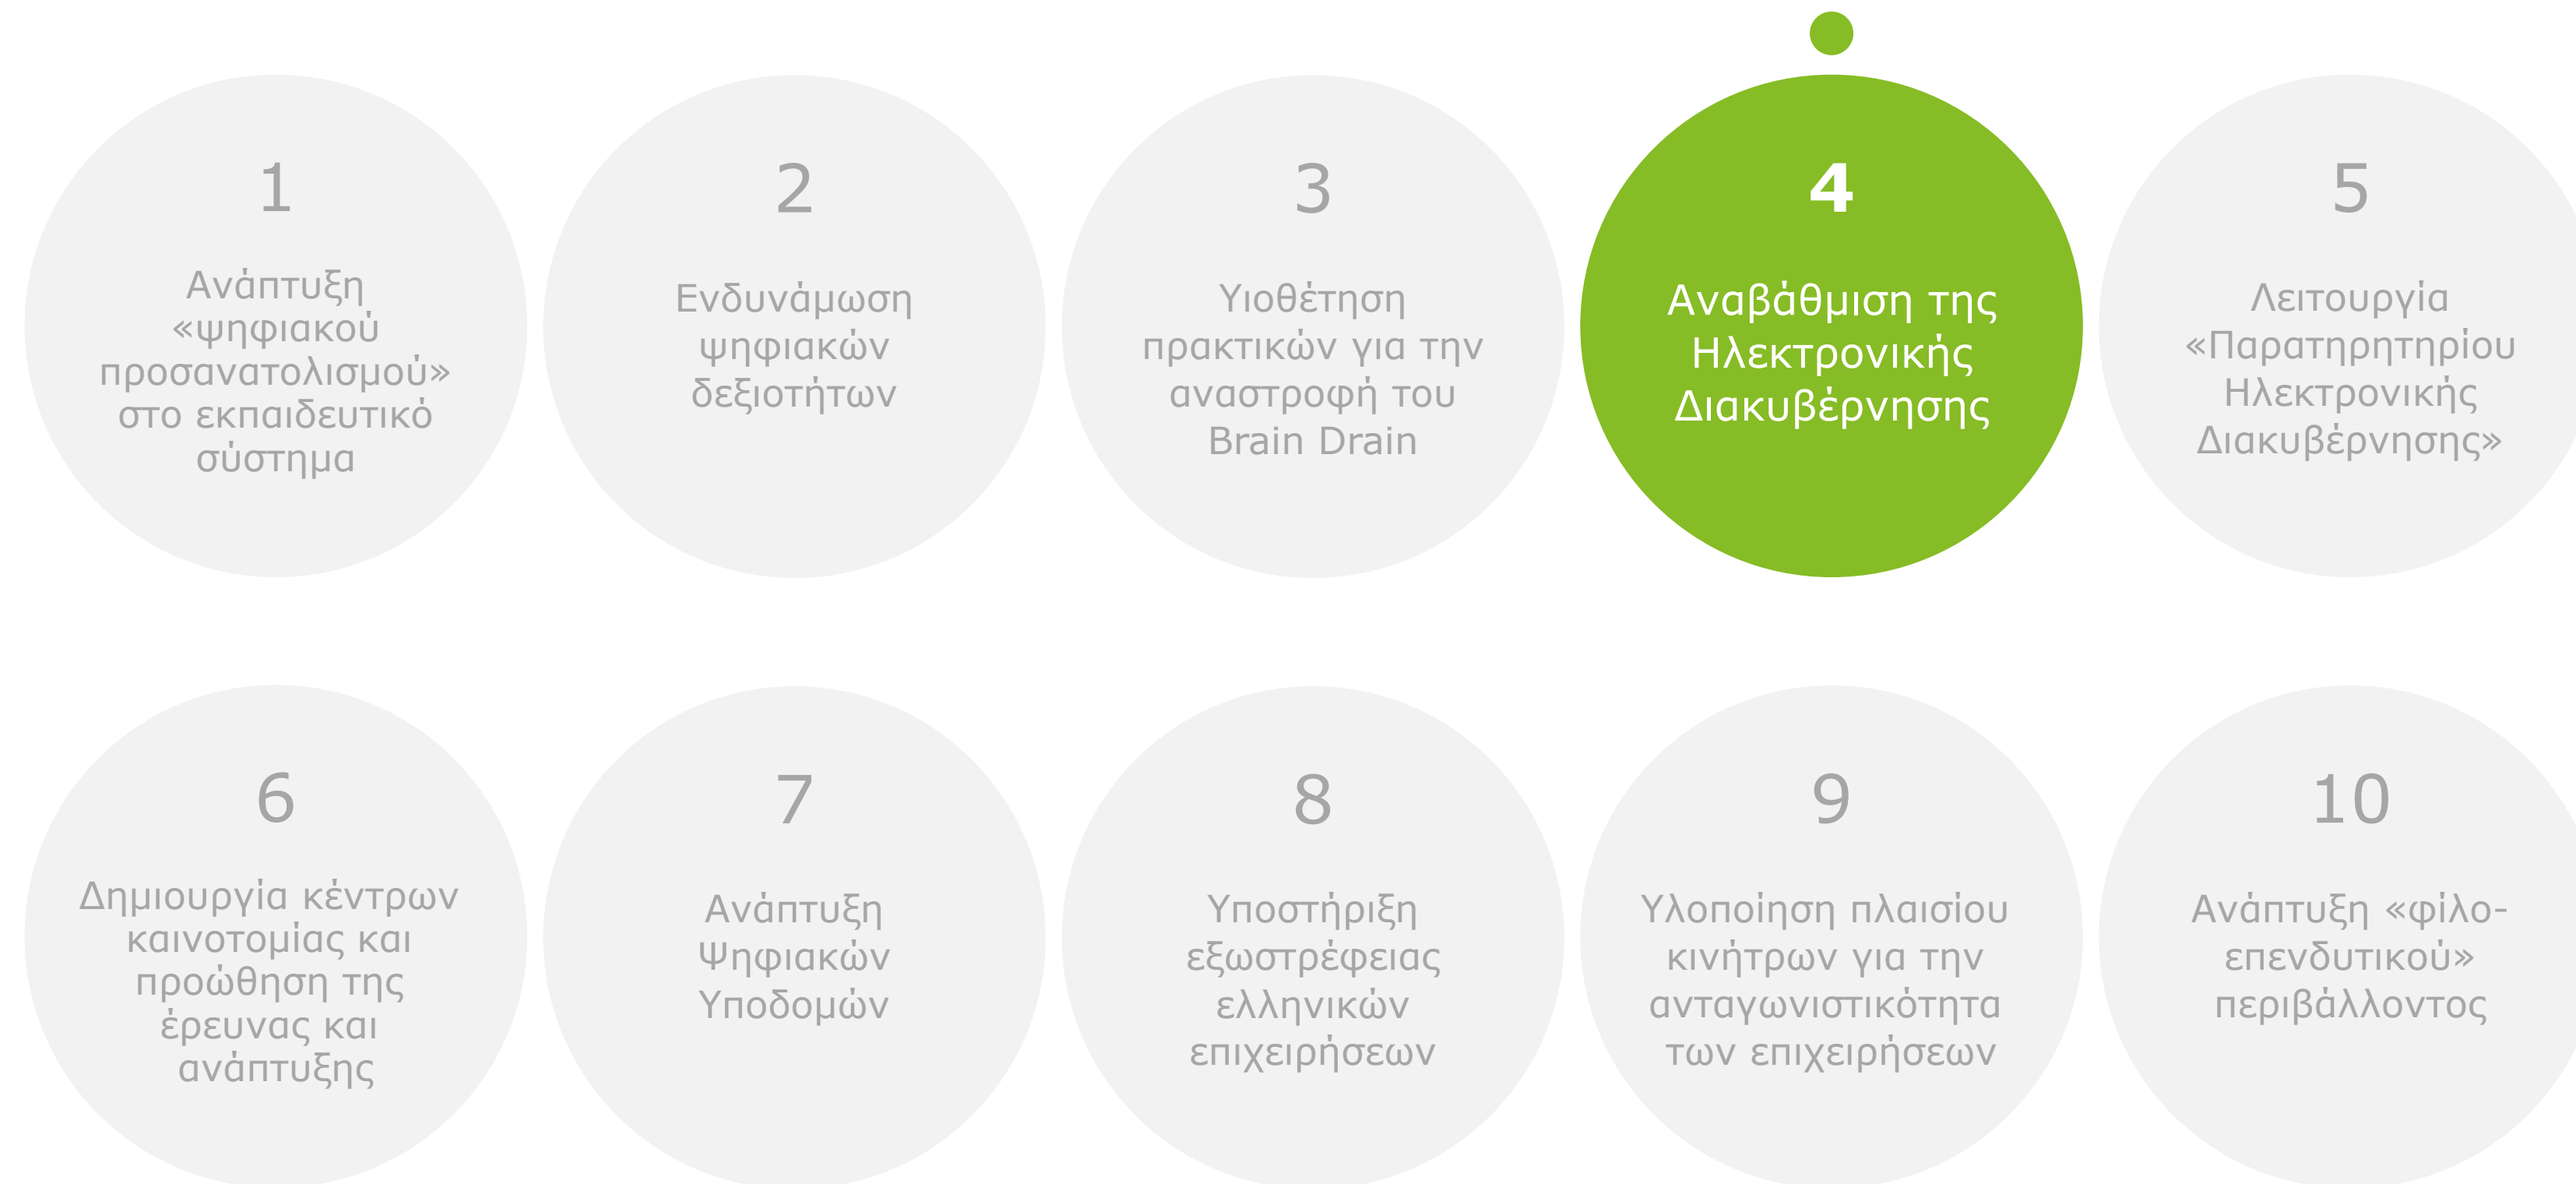 1
Ανάπτυξη
«ψηφιακού
προσανατολισμού»
στο εκπαιδευτικό
σύστημα
2
Ενδυνάμωση
ψηφιακών
δεξιοτήτων
3
Υιοθέτηση
πρακτικών για την
αναστροφή του
Brain Drain
4
Αναβάθμιση της
Ηλεκτρονικής
Διακυβέρνησης
5
Λειτουργία
«Παρατηρητηρίου
Ηλεκτρονικής
Διακυβέρνησης»
6
Δημιουργία κέντρων
καινοτομίας και
προώθηση της
έρευνας και
ανάπτυξης
7
Ανάπτυξη
Ψηφιακών
Υποδομών
8
Υποστήριξη
εξωστρέφειας
ελληνικών
επιχειρήσεων
9
Υλοποίηση πλαισίου
κινήτρων για την
ανταγωνιστικότητα
των επιχειρήσεων
10
Ανάπτυξη «φίλο-
επενδυτικού»
περιβάλλοντος